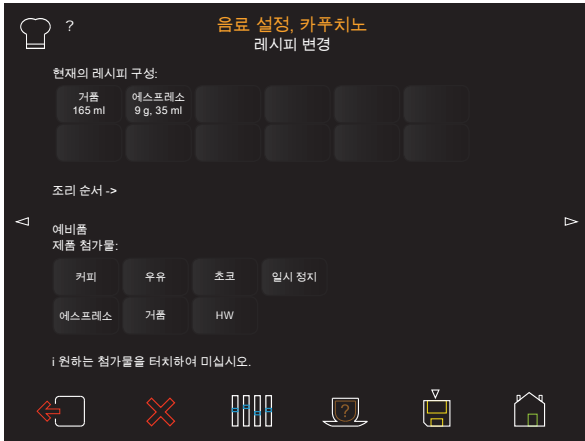 ?
음료 설정, 카푸치노
레시피 변경
현재의 레시피 구성:
거품
165 ml
에스프레소
9 g, 35 ml
조리 순서 ->
예비품
제품 첨가물:
커피
우유
초코
일시 정지
에스프레소
거품
HW
i 원하는 첨가물을 터치하여 미십시오.
?